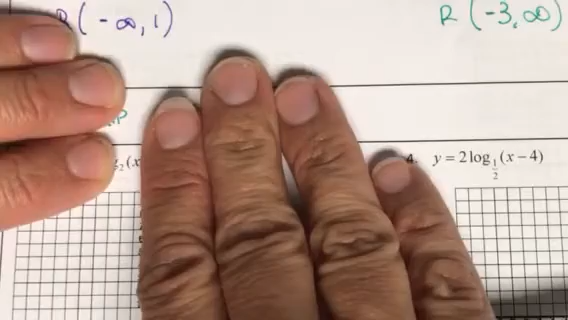 R (-∞, 1)
R (-3, ∞)
4. y = 2 log_{1/2}(x - 4)